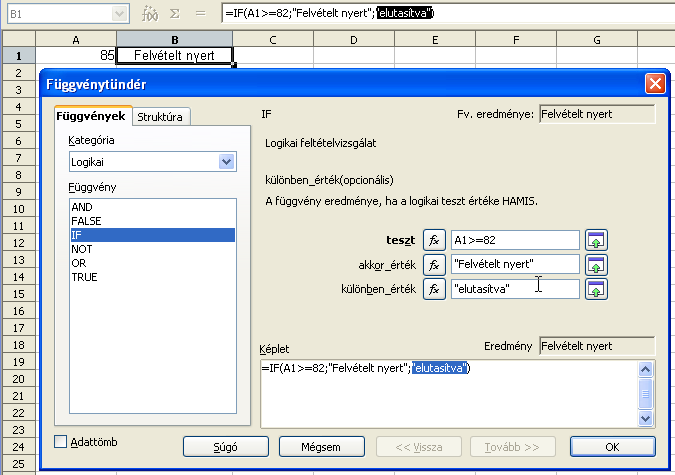 B1 =IF(A1>=82;"Felvételt nyert";"elutasítva")
A B C D E F G
1 85 Felvételt nyert
2
3
4
5
6
7
8
9
10
11
12
13
14
15
16
17
18
19
20
21
22
23
24
25
Függvénytündér
Függvények Struktúra
Kategória
Logikai
Függvény
AND
FALSE
IF
NOT
OR
TRUE
IF Fv. eredménye: Felvételt nyert
Logikai feltételvizsgálat
különben_érték(opcionális)
A függvény eredménye, ha a logikai teszt értéke HAMIS.
teszt fx A1>=82
akkor_érték fx "Felvételt nyert"
különben_érték fx "elutasítva"
Képlet Eredmény Felvételt nyert
=IF(A1>=82;"Felvételt nyert";"elutasítva")
Adattömb Súgó Mégsem << Vissza Tovább >> OK